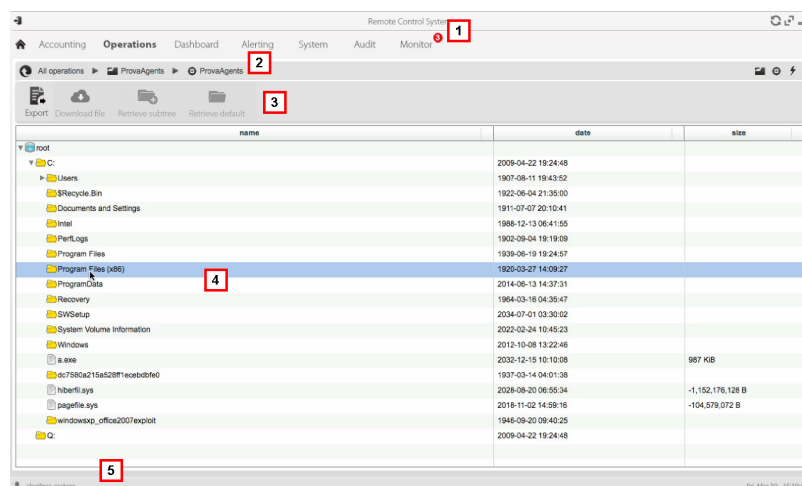 Remote Control System
1
Accounting Operations Dashboard Alerting System Audit Monitor 3
2
All operations ProvaAgents ProvaAgents
3
Export Download file Retrieve subtree Retrieve default
name date size
root
C: 2009-04-22 19:24:48
Users 1907-08-11 19:43:52
$Recycle.Bin 1922-06-04 21:35:00
Documents and Settings 1911-07-07 20:10:41
Intel 1988-12-13 06:41:55
PerfLogs 1902-09-04 19:19:09
Program Files 1939-06-19 19:24:57
Program Files (x86) 1920-03-27 14:09:27
4
ProgramData 2014-06-13 14:37:31
Recovery 1964-03-16 04:35:47
SWSetup 2034-07-01 03:30:02
System Volume Information 2022-02-24 10:45:23
Windows 2012-10-08 13:22:46
a.exe 2032-12-15 10:10:08 987 KiB
dc7580a215a528ff1ecebdbfe0 1937-03-14 04:01:38
hiberfil.sys 2028-08-20 06:55:34 -1,152,176,128 B
pagefile.sys 2018-11-02 14:59:16 -104,579,072 B
windowsxp_office2007exploit 1946-09-20 09:40:25
Q: 2009-04-22 19:24:48
5